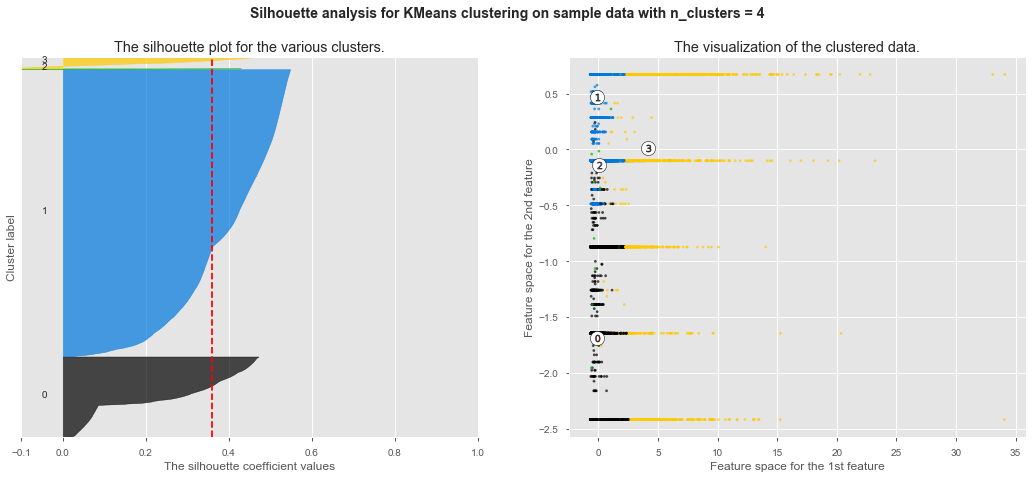 Silhouette analysis for KMeans clustering on sample data with n_clusters = 4
The silhouette plot for the various clusters.
3
2
1
0
Cluster label
−0.1 0.0 0.2 0.4 0.6 0.8 1.0
The silhouette coefficient values
The visualization of the clustered data.
0.5
0.0
−0.5
−1.0
−1.5
−2.0
−2.5
Feature space for the 2nd feature
1
3
2
0
0 5 10 15 20 25 30 35
Feature space for the 1st feature